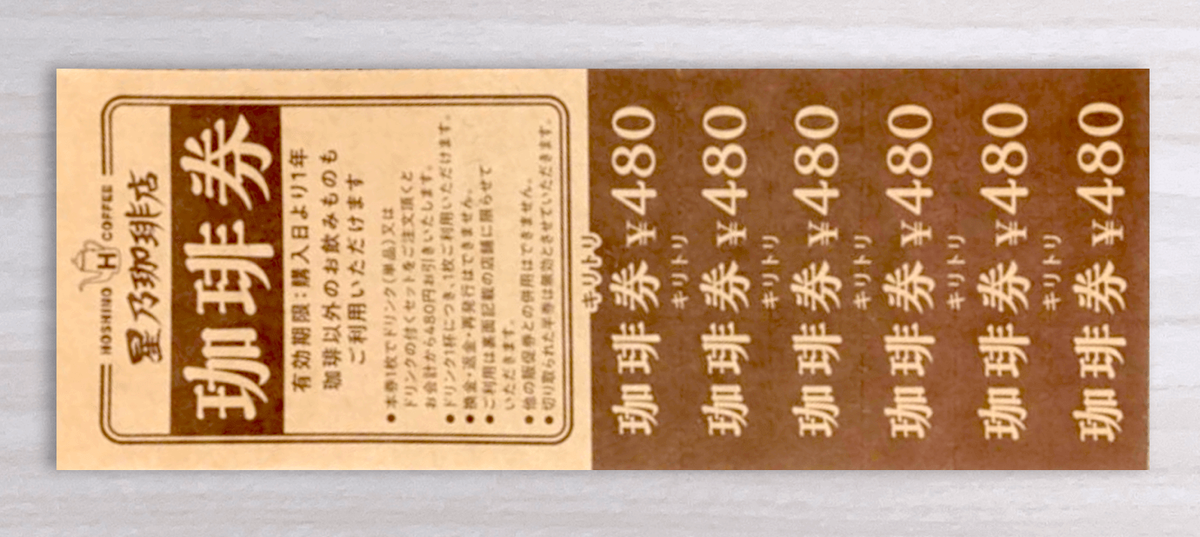 HOSHINO H COFFEE
星乃珈琲店
珈琲券
有効期限：購入日より1年
珈琲以外のお飲みものも
ご利用いただけます
●本券1枚でドリンク(単品)又は
ドリンクの付くセットをご注文頂くと
お会計から480円お引きいたします。
●ドリンク1杯につき、1枚ご利用いただけます。
●換金・返金・再発行はできません。
●ご利用は裏面記載の店舗に限らせて
いただきます。
●他の販促券との併用はできません。
●切り取られた半券は無効とさせていただきます。
キリトリ
珈琲券¥480
キリトリ
珈琲券¥480
キリトリ
珈琲券¥480
キリトリ
珈琲券¥480
キリトリ
珈琲券¥480
キリトリ
珈琲券¥480